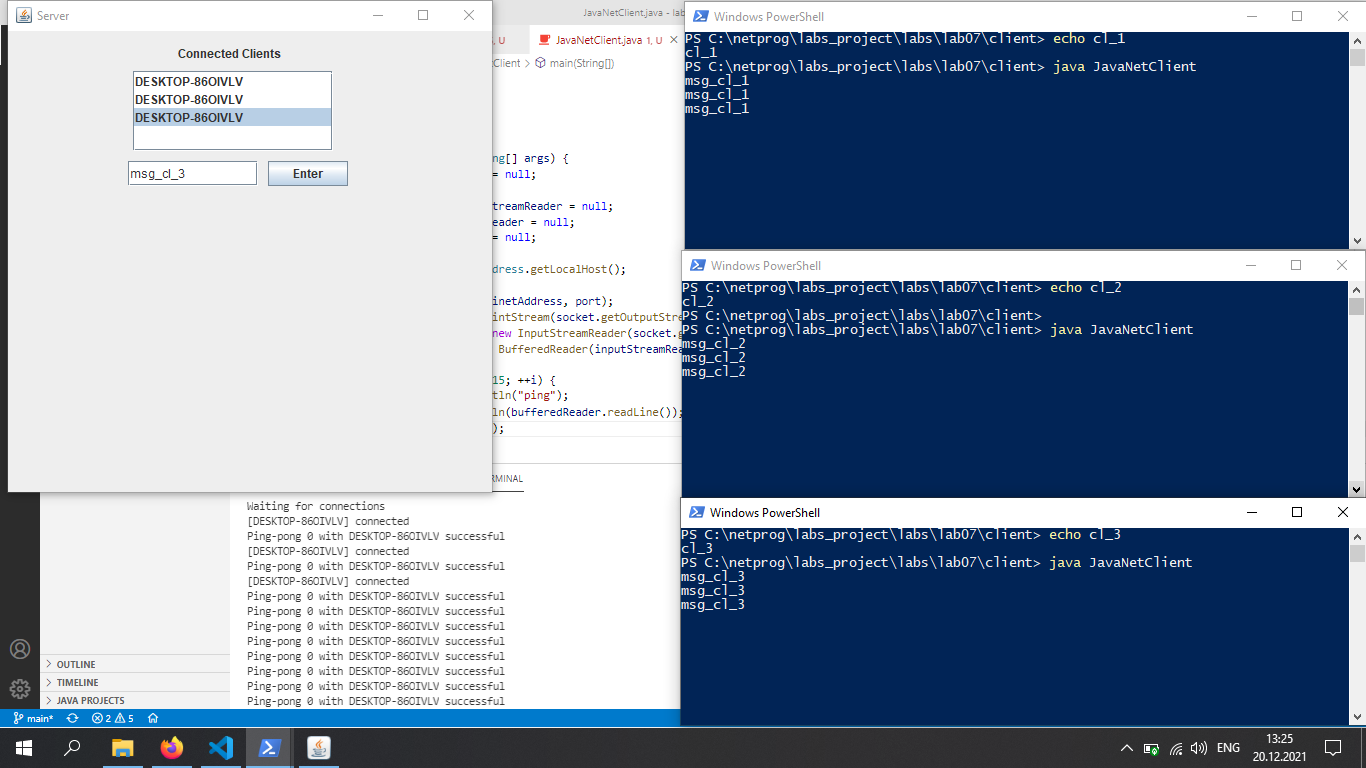 Server
Connected Clients
DESKTOP-86OIVLV
DESKTOP-86OIVLV
DESKTOP-86OIVLV
msg_cl_3
Enter
JavaNetClient.java - lab
, U
JavaNetClient.java 1, U
Client > main(String[])
ng[] args) {
= null;
treamReader = null;
eader = null;
= null;
dress.getLocalHost();
inetAddress, port);
intStream(socket.getOutputStre
new InputStreamReader(socket.g
BufferedReader(inputStreamRea
15; ++i) {
tln("ping");
ln(bufferedReader.readLine());
);
RMINAL
Waiting for connections
[DESKTOP-86OIVLV] connected
Ping-pong 0 with DESKTOP-86OIVLV successful
[DESKTOP-86OIVLV] connected
Ping-pong 0 with DESKTOP-86OIVLV successful
[DESKTOP-86OIVLV] connected
Ping-pong 0 with DESKTOP-86OIVLV successful
Ping-pong 0 with DESKTOP-86OIVLV successful
Ping-pong 0 with DESKTOP-86OIVLV successful
Ping-pong 0 with DESKTOP-86OIVLV successful
Ping-pong 0 with DESKTOP-86OIVLV successful
Ping-pong 0 with DESKTOP-86OIVLV successful
Ping-pong 0 with DESKTOP-86OIVLV successful
Ping-pong 0 with DESKTOP-86OIVLV successful
OUTLINE
TIMELINE
JAVA PROJECTS
main* 2 5
Windows PowerShell
PS C:\netprog\labs_project\labs\lab07\client> echo cl_1
cl_1
PS C:\netprog\labs_project\labs\lab07\client> java JavaNetClient
msg_cl_1
msg_cl_1
msg_cl_1
Windows PowerShell
PS C:\netprog\labs_project\labs\lab07\client> echo cl_2
cl_2
PS C:\netprog\labs_project\labs\lab07\client>
PS C:\netprog\labs_project\labs\lab07\client> java JavaNetClient
msg_cl_2
msg_cl_2
msg_cl_2
Windows PowerShell
PS C:\netprog\labs_project\labs\lab07\client> echo cl_3
cl_3
PS C:\netprog\labs_project\labs\lab07\client> java JavaNetClient
msg_cl_3
msg_cl_3
msg_cl_3
ENG
13:25
20.12.2021